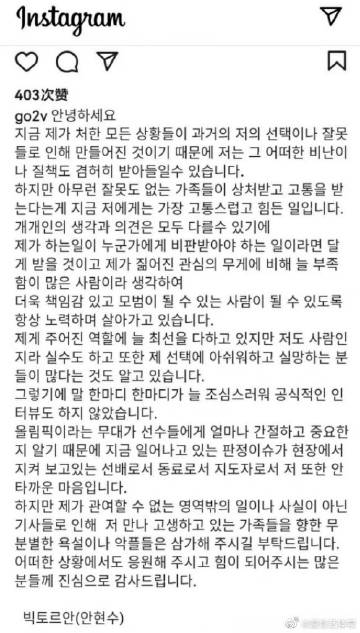 Instagram
403次赞
go2v 안녕하세요
지금 제가 처한 모든 상황들이 과거의 저의 선택이나 잘못
들로 인해 만들어진 것이기 때문에 저는 그 어떠한 비난이
나 질책도 겸허히 받아들일수 있습니다.
하지만 아무런 잘못도 없는 가족들이 상처받고 고통을 받
는다는게 지금 저에게는 가장 고통스럽고 힘든 일입니다.
개개인의 생각과 의견은 모두 다를수 있기에
제가 하는일이 누군가에게 비판받아야 하는 일이라면 달
게 받을 것이고 제가 짊어진 관심의 무게에 비해 늘 부족
함이 많은 사람이라 생각하여
더욱 책임감 있고 모범이 될 수 있는 사람이 될 수 있도록
항상 노력하며 살아가고 있습니다.
제게 주어진 역할에 늘 최선을 다하고 있지만 저도 사람인
지라 실수도 하고 또한 제 선택에 아쉬워하고 실망하는 분
들이 많다는 것도 알고 있습니다.
그렇기에 말 한마디 한마디가 늘 조심스러워 공식적인 인
터뷰도 하지 않았습니다.
올림픽이라는 무대가 선수들에게 얼마나 간절하고 중요한
지 알기 때문에 지금 일어나고 있는 판정이슈가 현장에서
지켜 보고있는 선배로서 동료로서 지도자로서 저 또한 안
타까운 마음입니다.
하지만 제가 관여할 수 없는 영역밖의 일이나 사실이 아닌
기사들로 인해 저 만나 고생하고 있는 가족들을 향한 무
분별한 욕설이나 악플들은 삼가해 주시길 부탁드립니다.
어떠한 상황에서도 응원해 주시고 힘이 되어주시는 많은
분들께 진심으로 감사드립니다.
빅토르안(안현수)